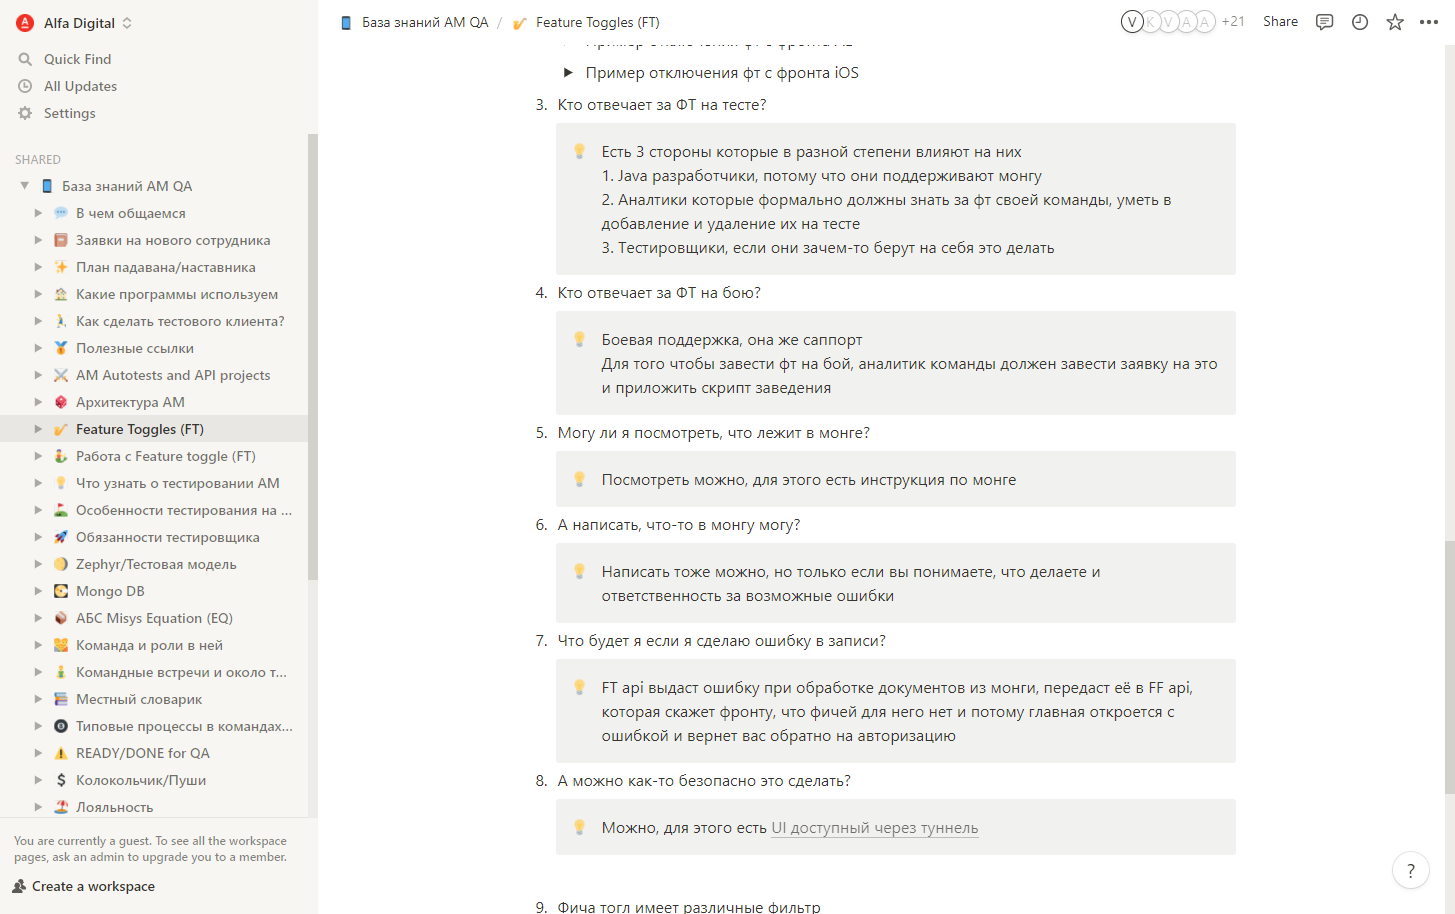 Alfa Digital
Quick Find
All Updates
Settings
SHARED
База знаний AM QA
В чем общаемся
Заявки на нового сотрудника
План падавана/наставника
Какие программы используем
Как сделать тестового клиента?
Полезные ссылки
AM Autotests and API projects
Архитектура АМ
Feature Toggles (FT)
Работа с Feature toggle (FT)
Что узнать о тестировании АМ
Особенности тестирования на ...
Обязанности тестировщика
Zephyr/Тестовая модель
Mongo DB
АБС Misys Equation (EQ)
Команда и роли в ней
Командные встречи и около т...
Местный словарик
Типовые процессы в командах...
READY/DONE for QA
Колокольчик/Пуши
Лояльность
You are currently a guest. To see all the workspace
pages, ask an admin to upgrade you to a member.
Create a workspace
База знаний AM QA / Feature Toggles (FT)
V K V A A +21 Share
Пример отключения фт с фронта iOS
3. Кто отвечает за ФТ на тесте?
Есть 3 стороны которые в разной степени влияют на них
1. Java разработчики, потому что они поддерживают монгу
2. Аналтики которые формально должны знать за фт своей команды, уметь в
добавление и удаление их на тесте
3. Тестировщики, если они зачем-то берут на себя это делать
4. Кто отвечает за ФТ на бою?
Боевая поддержка, она же саппорт
Для того чтобы завести фт на бой, аналитик команды должен завести заявку на это
и приложить скрипт заведения
5. Могу ли я посмотреть, что лежит в монге?
Посмотреть можно, для этого есть инструкция по монге
6. А написать, что-то в монгу могу?
Написать тоже можно, но только если вы понимаете, что делаете и
ответственность за возможные ошибки
7. Что будет я если я сделаю ошибку в записи?
FT api выдаст ошибку при обработке документов из монги, передаст её в FF api,
которая скажет фронту, что фичей для него нет и потому главная откроется с
ошибкой и вернет вас обратно на авторизацию
8. А можно как-то безопасно это сделать?
Можно, для этого есть UI доступный через туннель
?
9. Фича тогл имеет различные фильтр